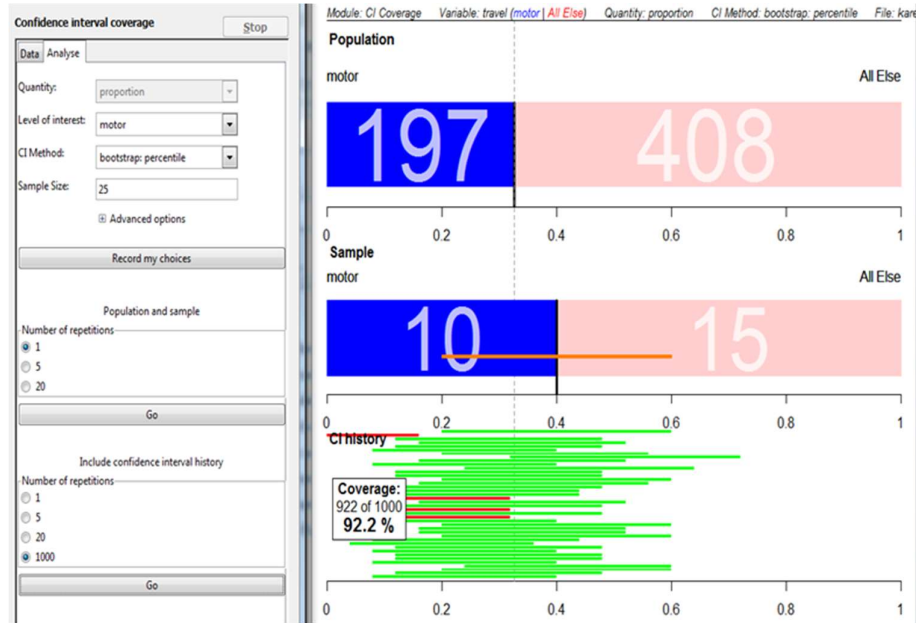 Confidence interval coverage
Stop
Data Analyse
Quantity: proportion
Level of interest: motor
CI Method: bootstrap: percentile
Sample Size: 25
Advanced options
Record my choices
Population and sample
Number of repetitions
1
5
20
Go
Include confidence interval history
Number of repetitions
1
5
20
1000
Go
Module: CI Coverage Variable: travel (motor | All Else) Quantity: proportion CI Method: bootstrap: percentile File: kare
Population
motor All Else
197 408
0 0.2 0.4 0.6 0.8 1
Sample
motor All Else
10 15
0 0.2 0.4 0.6 0.8 1
CI history
Coverage:
922 of 1000
92.2 %
0 0.2 0.4 0.6 0.8 1